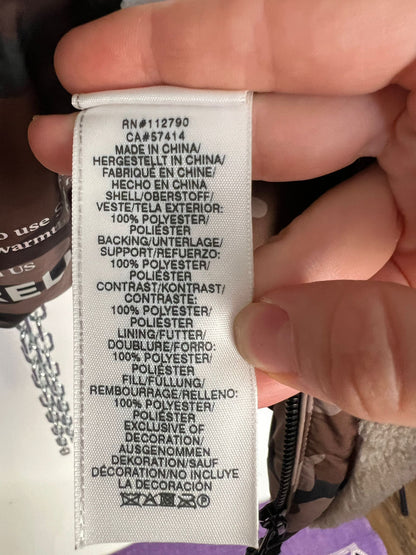 RN#112790
CA#57414
MADE IN CHINA/
HERGESTELLT IN CHINA/
FABRIQUÉ EN CHINE/
HECHO EN CHINA
SHELL/OBERSTOFF/
VESTE/TELA EXTERIOR:
100% POLYESTER/
POLIÉSTER
BACKING/UNTERLAGE/
SUPPORT/REFUERZO:
100% POLYESTER/
POLIÉSTER
CONTRAST/KONTRAST/
CONTRASTE:
100% POLYESTER/
POLIÉSTER
LINING/FUTTER/
DOUBLURE/FORRO:
100% POLYESTER/
POLIÉSTER
FILL/FÜLLUNG/
REMBOURRAGE/RELLENO:
100% POLYESTER/
POLIÉSTER
EXCLUSIVE OF
DECORATION/
AUSGENOMMEN
DEKORATION/SAUF
DÉCORATION/NO INCLUYE
LA DECORACIÓN
o use
warmt
US